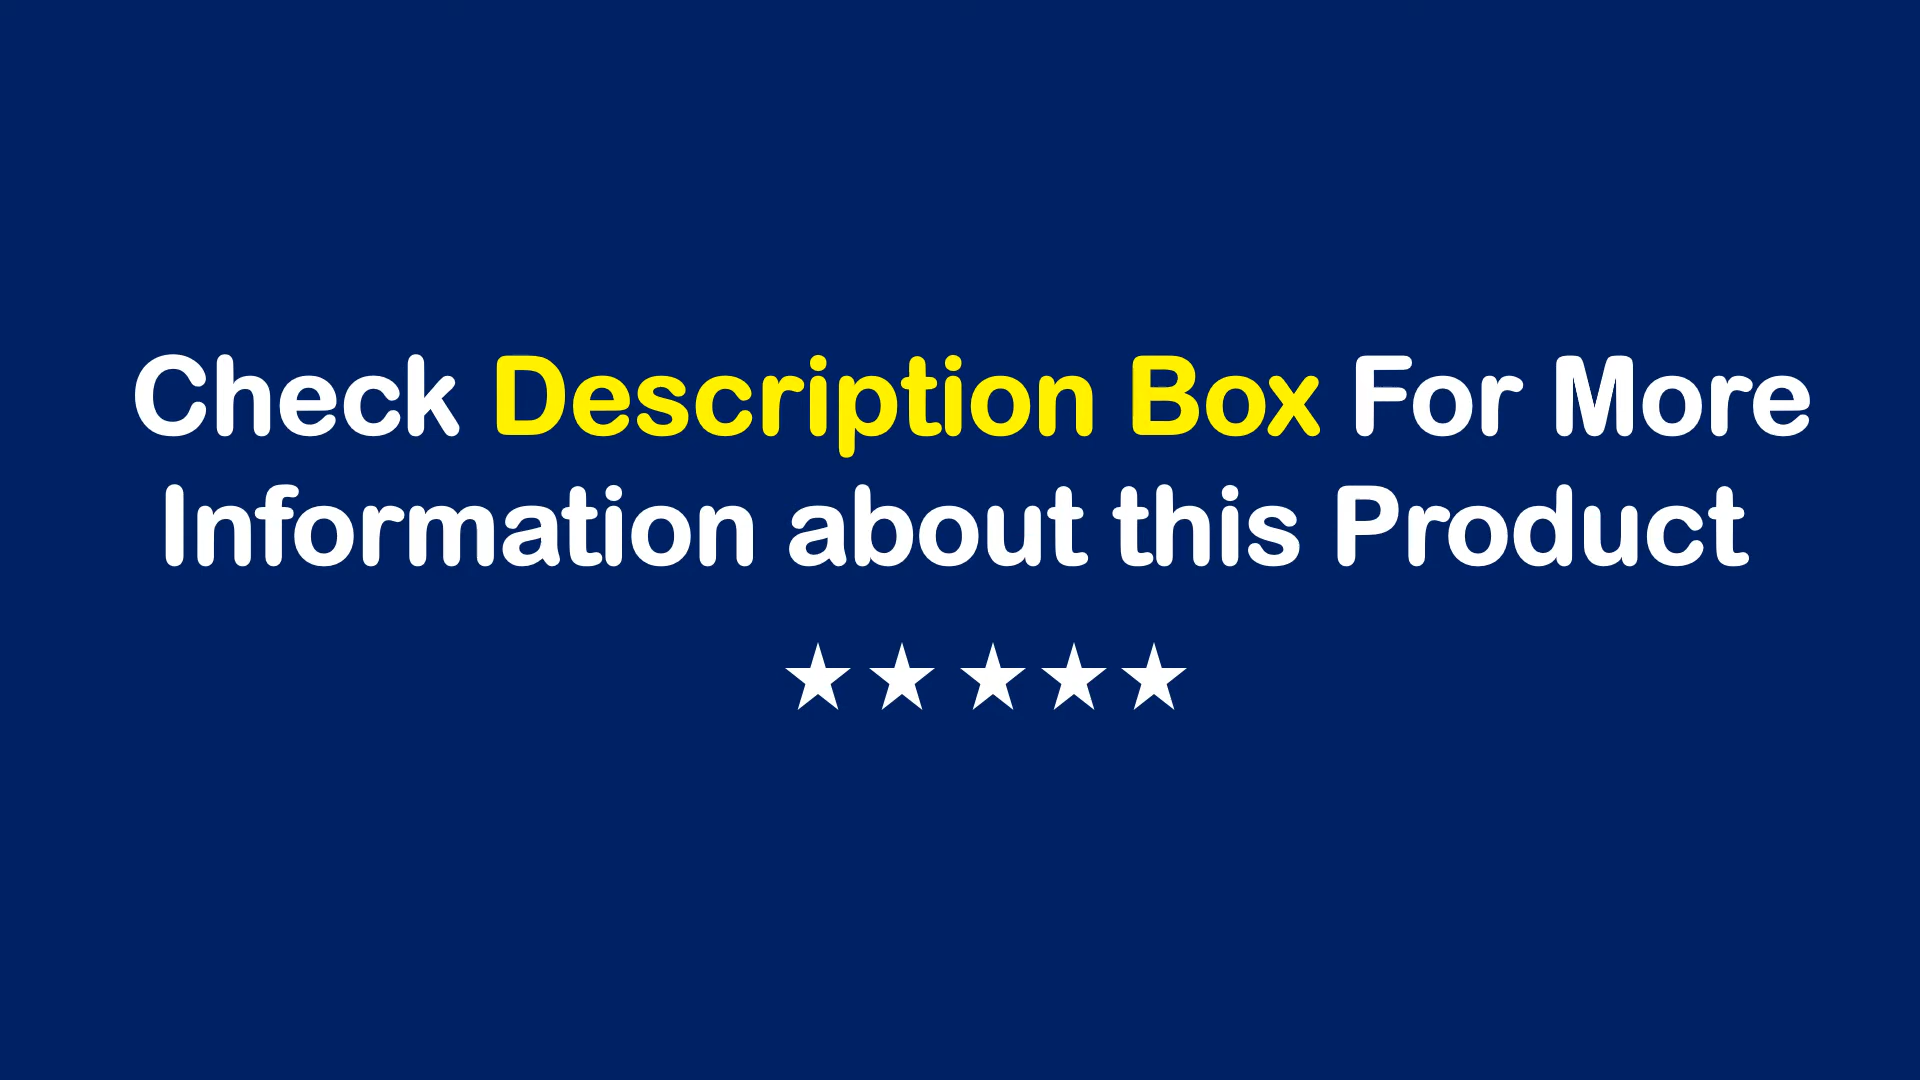 Check Description Box For More
Information about this Product
★★★★★